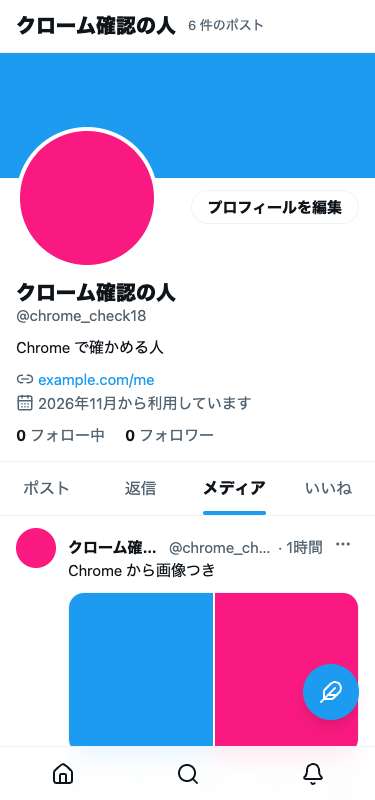 クローム確認の人 6 件のポスト
プロフィールを編集
クローム確認の人
@chrome_check18
Chrome で確かめる人
example.com/me
2026年11月から利用しています
0 フォロー中 0 フォロワー
ポスト 返信 メディア いいね
クローム確... @chrome_ch... · 1時間 ...
Chrome から画像つき